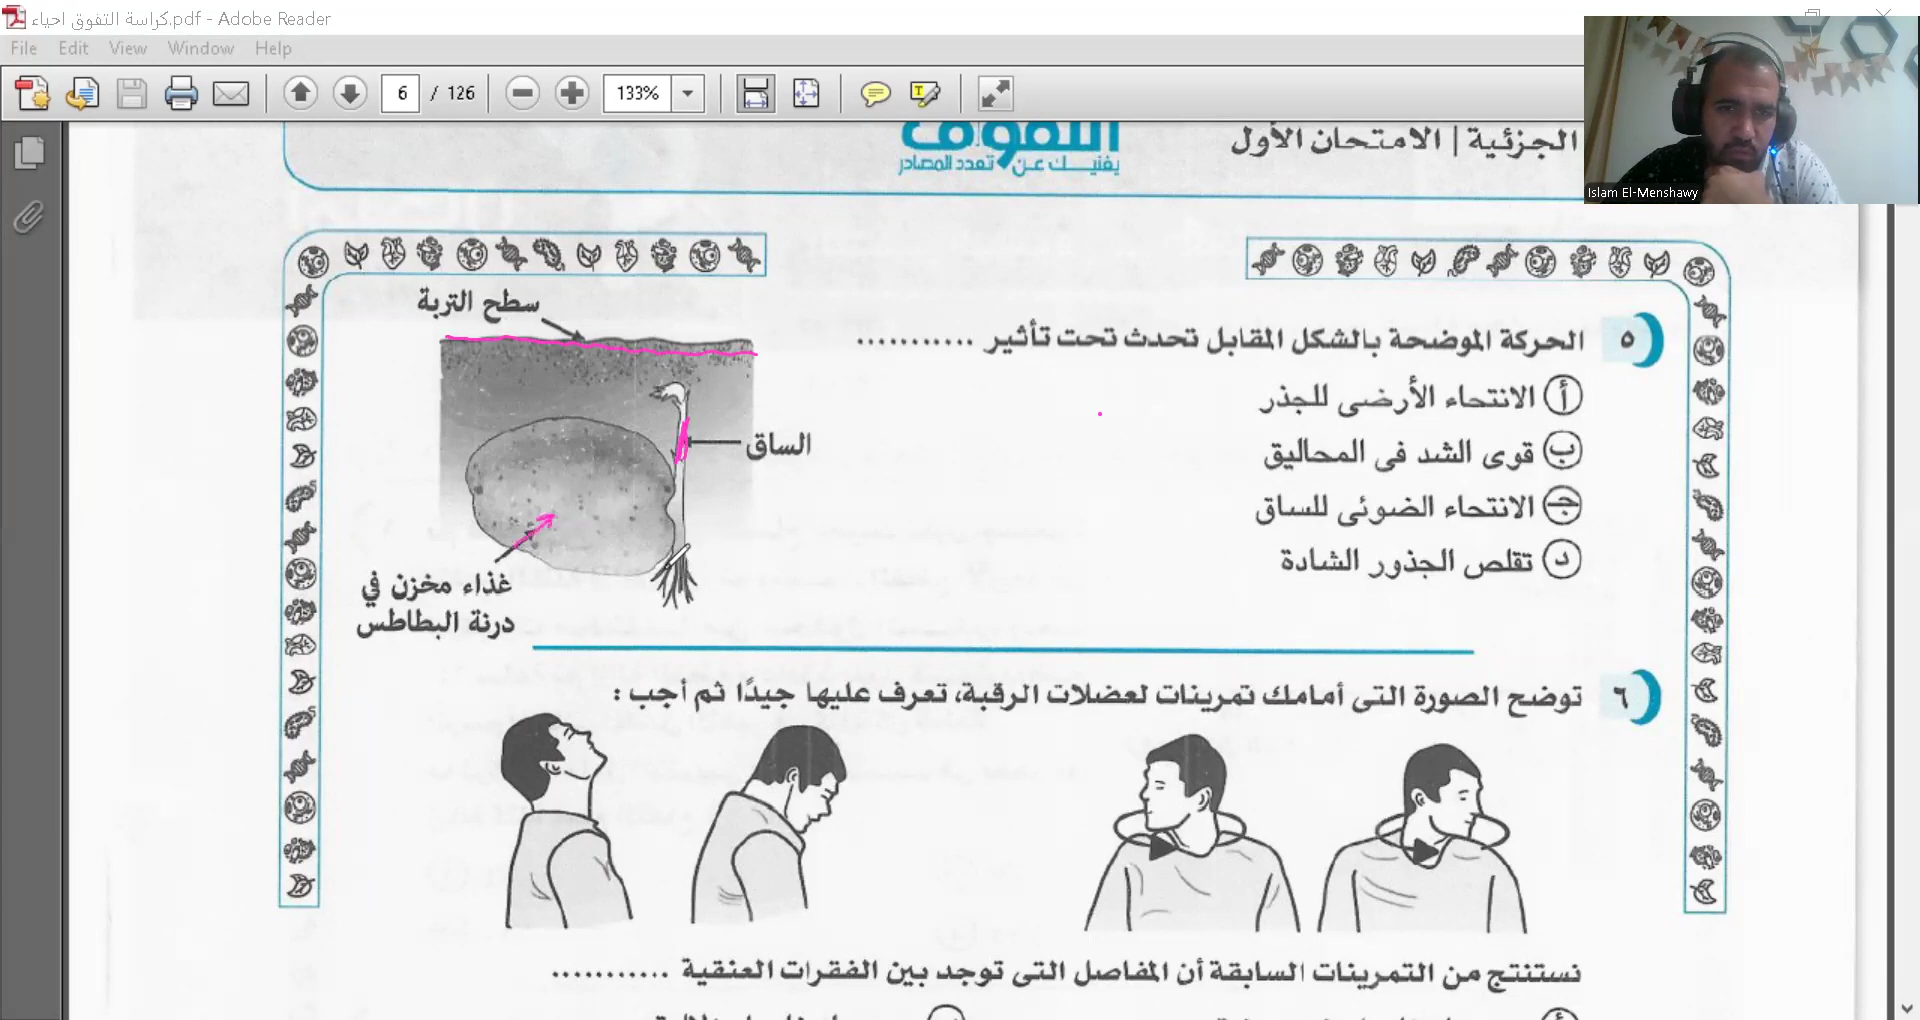 كراسة التفوق احياء.pdf - Adobe Reader
File Edit View Window Help
6 / 126 133%
Islam El-Menshawy
الجزئية | الامتحان الأول
التفوق
يغنيك عن تعدد المصادر
٥ الحركة الموضحة بالشكل المقابل تحدث تحت تأثير ...........
أ الانتحاء الأرضى للجذر
ب قوى الشد فى المحاليق
ج الانتحاء الضوئى للساق
د تقلص الجذور الشادة
سطح التربة
الساق
غذاء مخزن في
درنة البطاطس
٦ توضح الصورة التى أمامك تمرينات لعضلات الرقبة، تعرف عليها جيدًا ثم أجب :
نستنتج من التمرينات السابقة أن المفاصل التى توجد بين الفقرات العنقية ...........